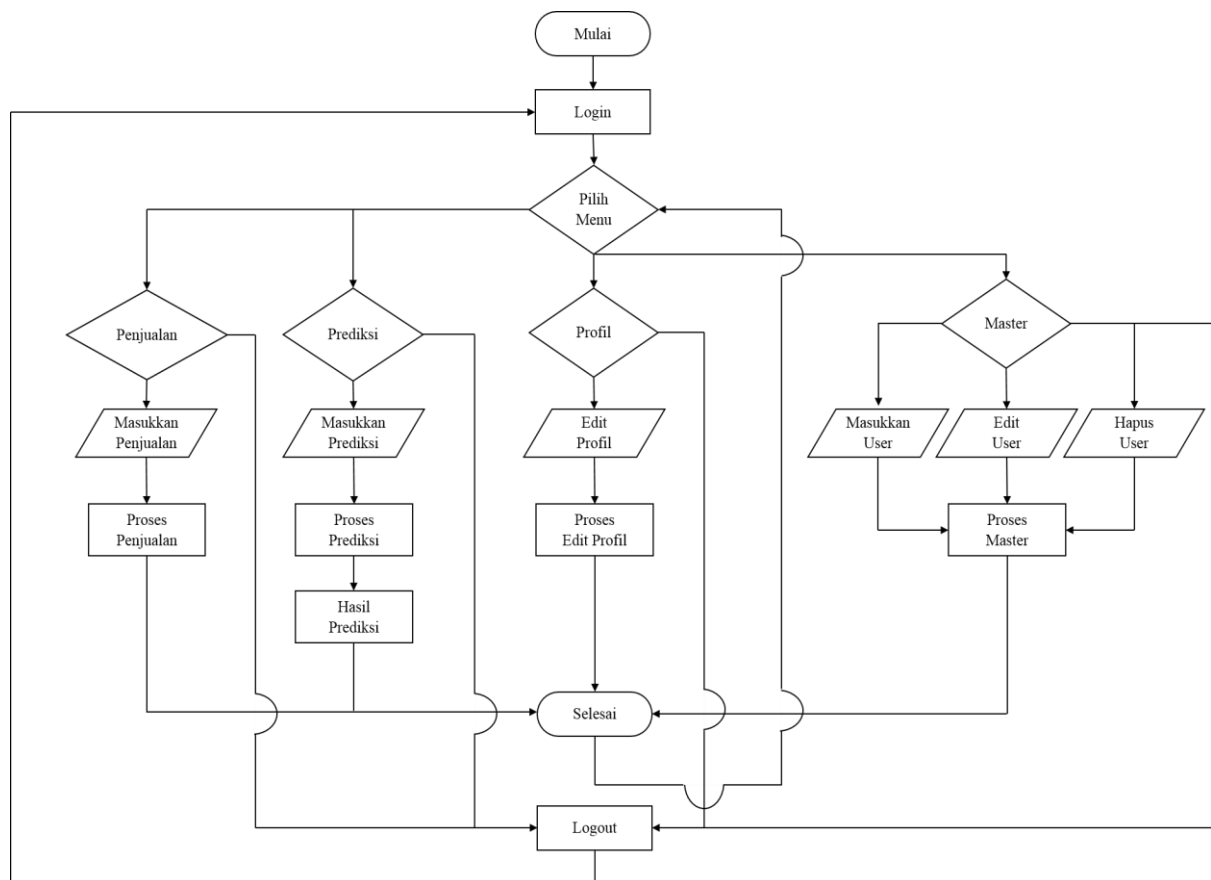 Mulai
Login
Pilih
Menu
Penjualan
Prediksi
Profil
Master
Masukkan
Penjualan
Masukkan
Prediksi
Edit
Profil
Masukkan
User
Edit
User
Hapus
User
Proses
Penjualan
Proses
Prediksi
Proses
Edit Profil
Proses
Master
Hasil
Prediksi
Selesai
Logout